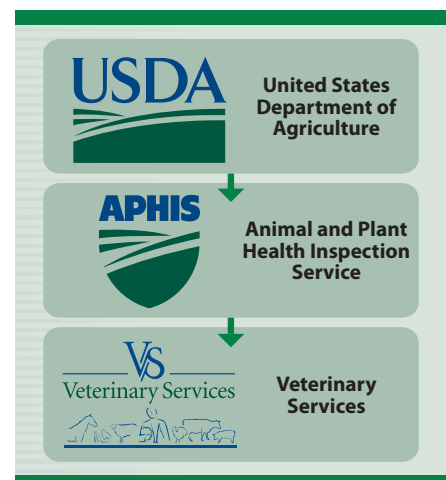 USDA
United States
Department of
Agriculture
APHIS
Animal and Plant
Health Inspection
Service
VS
Veterinary Services
Veterinary
Services